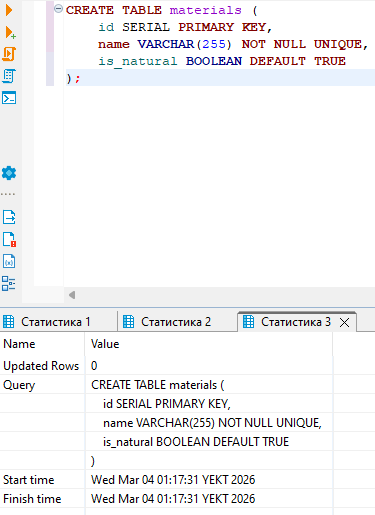 CREATE TABLE materials (
id SERIAL PRIMARY KEY,
name VARCHAR(255) NOT NULL UNIQUE,
is_natural BOOLEAN DEFAULT TRUE
);
Статистика 1
Статистика 2
Статистика 3
Name Value
Updated Rows 0
Query CREATE TABLE materials (
id SERIAL PRIMARY KEY,
name VARCHAR(255) NOT NULL UNIQUE,
is_natural BOOLEAN DEFAULT TRUE
)
Start time Wed Mar 04 01:17:31 YEKT 2026
Finish time Wed Mar 04 01:17:31 YEKT 2026